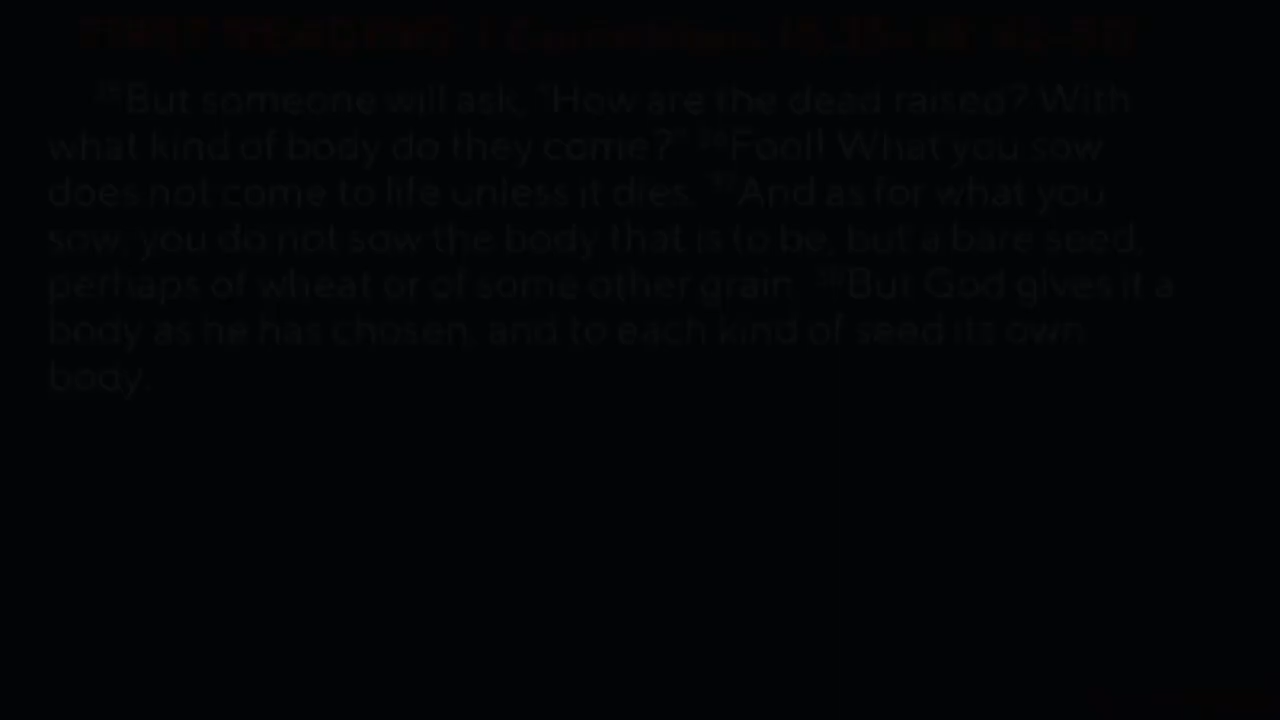 FIRST READING: 1 Corinthians 15.35-38, 42-50
³⁵But someone will ask, "How are the dead raised? With
what kind of body do they come?" ³⁶Fool! What you sow
does not come to life unless it dies. ³⁷And as for what you
sow, you do not sow the body that is to be, but a bare seed,
perhaps of wheat or of some other grain. ³⁸But God gives it a
body as he has chosen, and to each kind of seed its own
body.